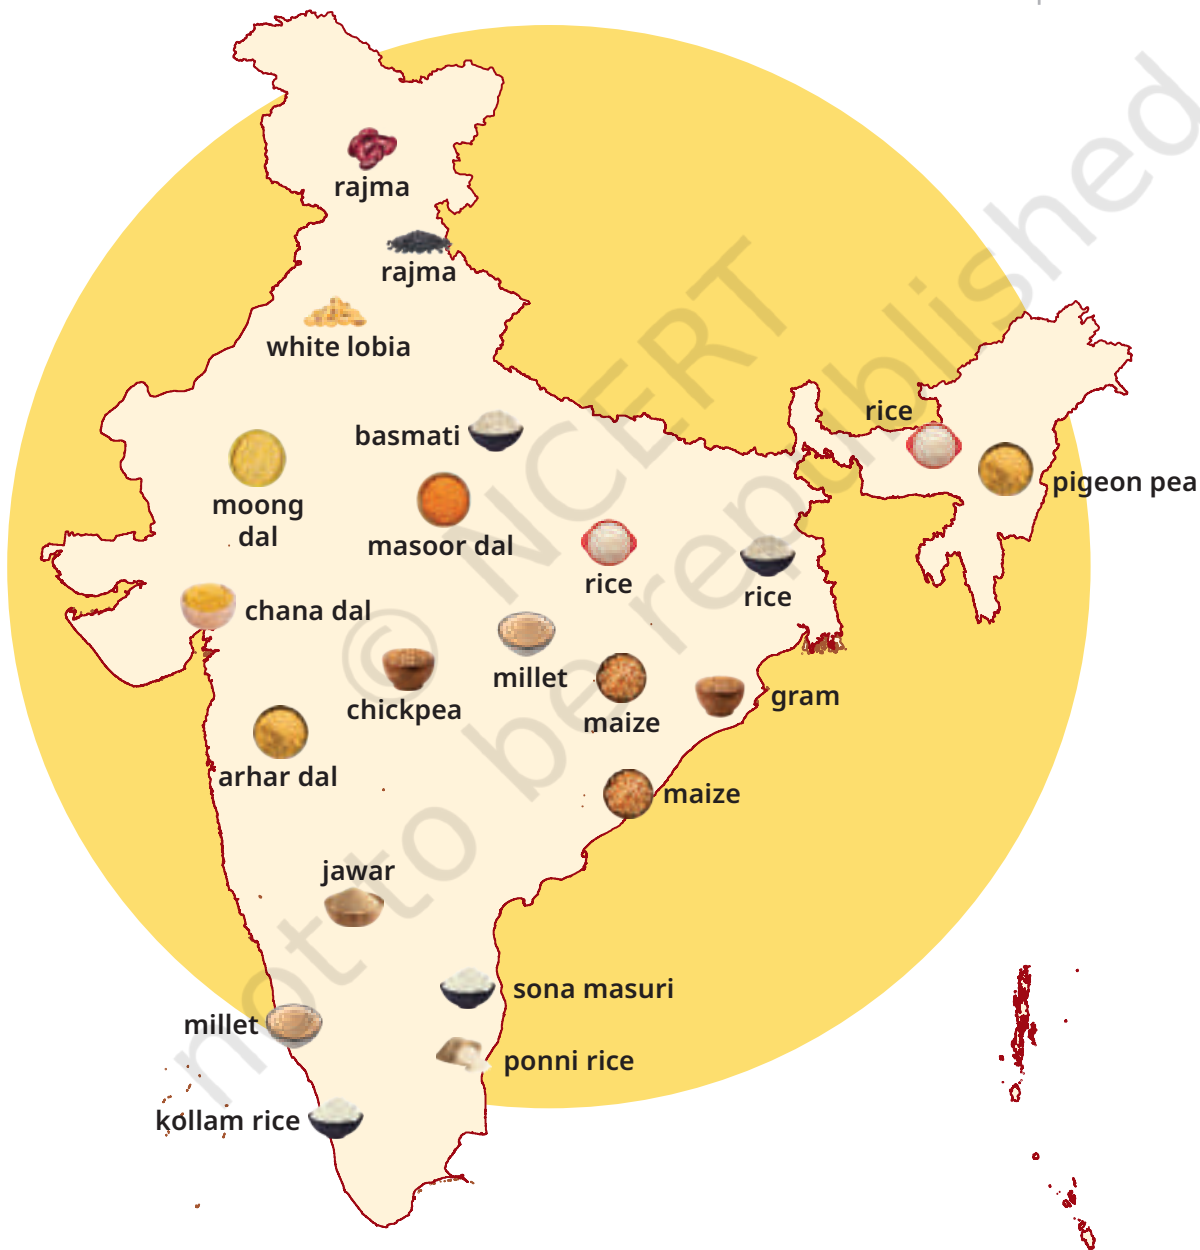 rajma
rajma
white lobia
rice
basmati
pigeon pea
moong
dal
masoor dal
rice
rice
chana dal
millet
gram
chickpea
maize
arhar dal
maize
jawar
sona masuri
millet
ponni rice
kollam rice
© NCERT
not to be republished